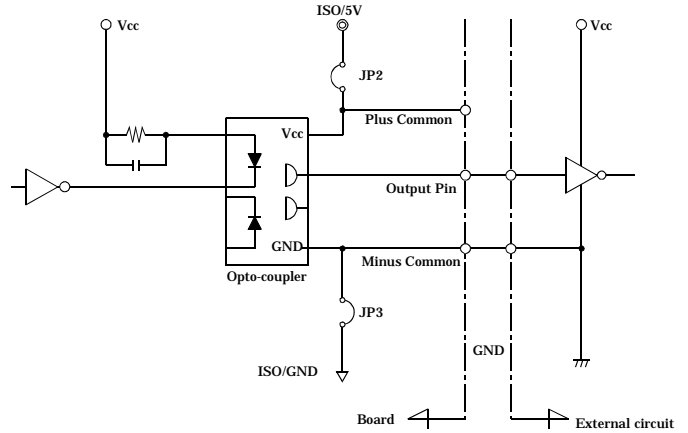 ISO/5V
Vcc
Vcc
JP2
Plus Common
Vcc
Output Pin
GND
Minus Common
Opto-coupler
JP3
GND
ISO/GND
Board
External circuit